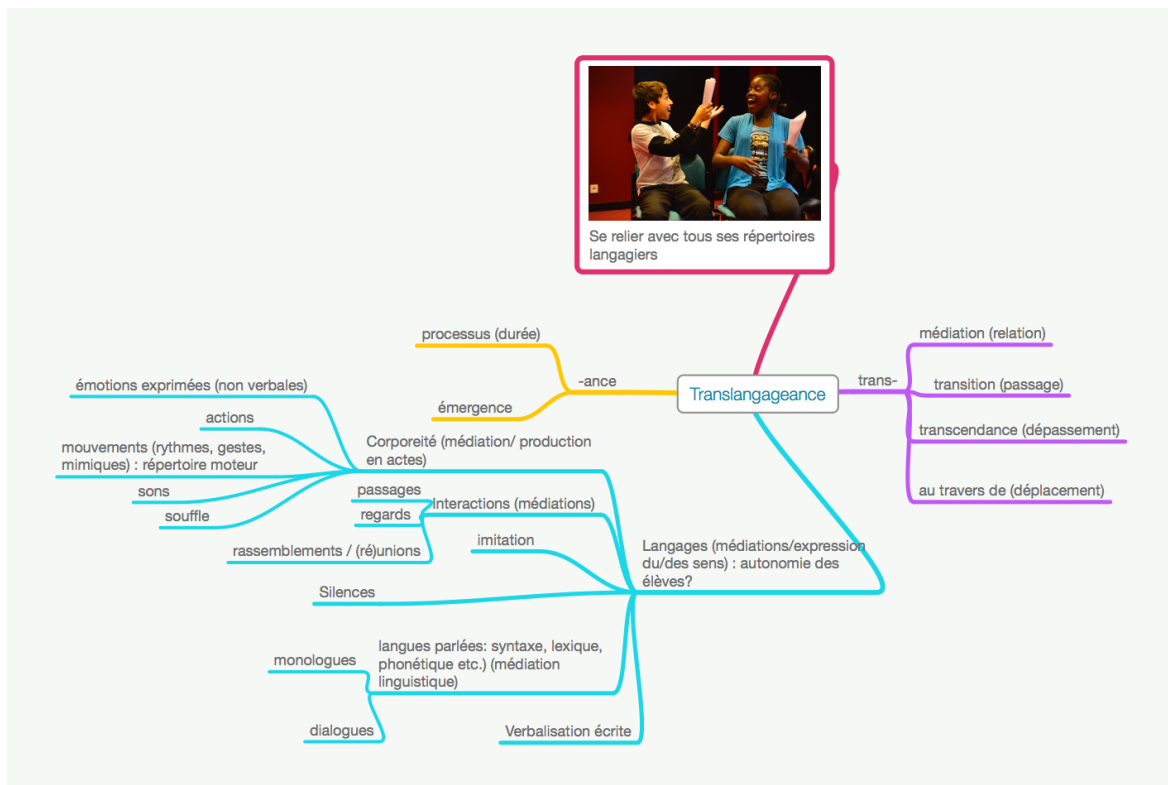 Se relier avec tous ses répertoires
langagiers
Translangageance
-ance
processus (durée)
émergence
trans-
médiation (relation)
transition (passage)
transcendance (dépassement)
au travers de (déplacement)
Langages (médiations/expression
du/des sens) : autonomie des
élèves?
Corporeité (médiation/ production
en actes)
émotions exprimées (non verbales)
actions
mouvements (rythmes, gestes,
mimiques) : répertoire moteur
sons
souffle
Interactions (médiations)
passages
regards
rassemblements / (ré)unions
imitation
Silences
langues parlées: syntaxe, lexique,
phonétique etc.) (médiation
linguistique)
monologues
dialogues
Verbalisation écrite